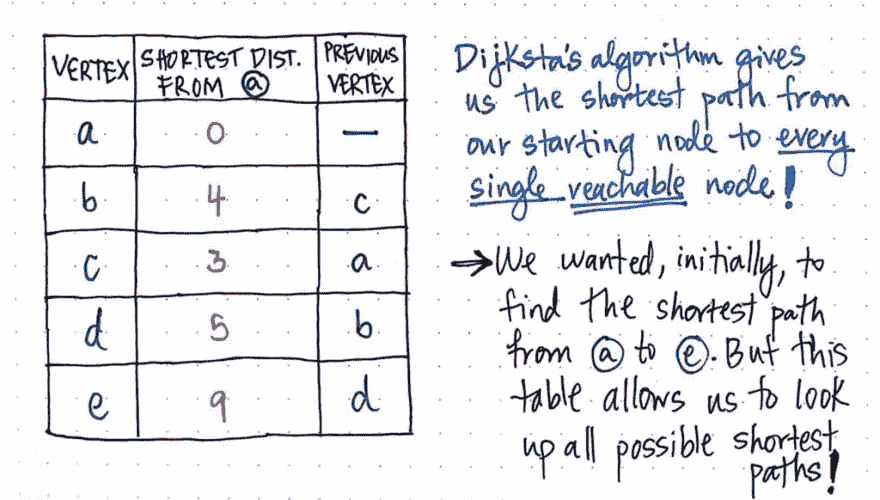 VERTEX | SHORTEST DIST. FROM ⓐ | PREVIOUS VERTEX
a | 0 | —
b | 4 | c
c | 3 | a
d | 5 | b
e | 9 | d
Dijksta's algorithm gives
us the shortest path from
our starting node to every
single reachable node!
→ We wanted, initially, to
find the shortest path
from ⓐ to ⓔ. But this
table allows us to look
up all possible shortest
paths!